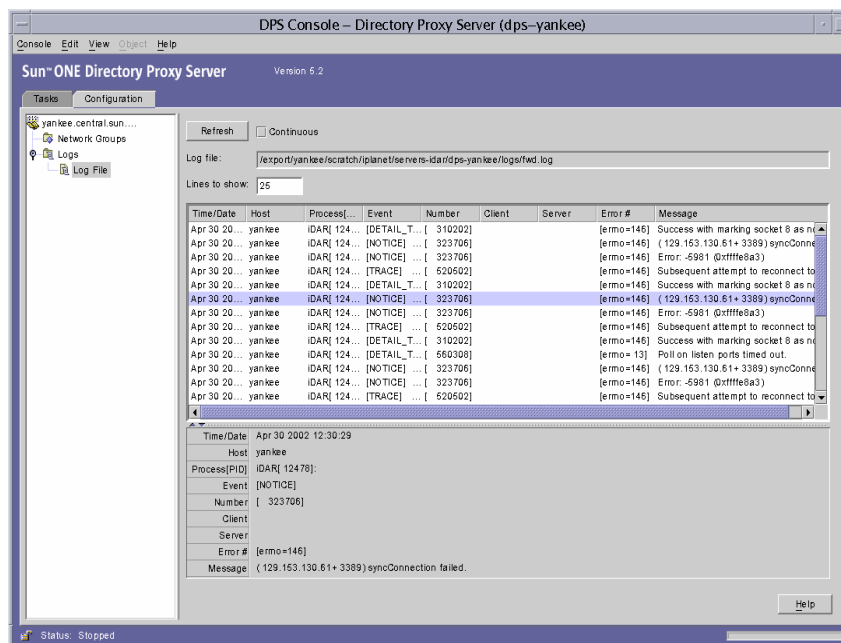 DPS Console – Directory Proxy Server (dps–yankee)
Console Edit View Object Help
Sun™ ONE Directory Proxy Server Version 5.2
Tasks Configuration
yankee.central.sun....
Network Groups
Logs
Log File
Refresh Continuous
Log file: /export/yankee/scratch/iplanet/servers-idar/dps-yankee/logs/fwd.log
Lines to show: 25
Time/Date Host Process[... Event Number Client Server Error # Message
Apr 30 20... yankee iDAR[ 124... [DETAIL_T... [ 310202] [errno=146] Success with marking socket 8 as no
Apr 30 20... yankee iDAR[ 124... [NOTICE] ... [ 323706] [errno=146] (129.153.130.61+ 3389) syncConne
Apr 30 20... yankee iDAR[ 124... [NOTICE] ... [ 323706] [errno=146] Error: -5981 (0xffffe8a3)
Apr 30 20... yankee iDAR[ 124... [TRACE] ... [ 520502] [errno=146] Subsequent attempt to reconnect to
Apr 30 20... yankee iDAR[ 124... [DETAIL_T... [ 310202] [errno=146] Success with marking socket 8 as no
Apr 30 20... yankee iDAR[ 124... [NOTICE] ... [ 323706] [errno=146] (129.153.130.61+ 3389) syncConne
Apr 30 20... yankee iDAR[ 124... [NOTICE] ... [ 323706] [errno=146] Error: -5981 (0xffffe8a3)
Apr 30 20... yankee iDAR[ 124... [TRACE] ... [ 520502] [errno=146] Subsequent attempt to reconnect to
Apr 30 20... yankee iDAR[ 124... [DETAIL_T... [ 310202] [errno=146] Success with marking socket 8 as no
Apr 30 20... yankee iDAR[ 124... [DETAIL_T... [ 560308] [errno= 13] Poll on listen ports timed out.
Apr 30 20... yankee iDAR[ 124... [NOTICE] ... [ 323706] [errno=146] (129.153.130.61+ 3389) syncConne
Apr 30 20... yankee iDAR[ 124... [NOTICE] ... [ 323706] [errno=146] Error: -5981 (0xffffe8a3)
Apr 30 20... yankee iDAR[ 124... [TRACE] ... [ 520502] [errno=146] Subsequent attempt to reconnect to
Time/Date Apr 30 2002 12:30:29
Host yankee
Process[PID] iDAR[ 12478]:
Event [NOTICE]
Number [ 323706]
Client
Server
Error # [errno=146]
Message (129.153.130.61+ 3389) syncConnection failed.
Help
Status: Stopped